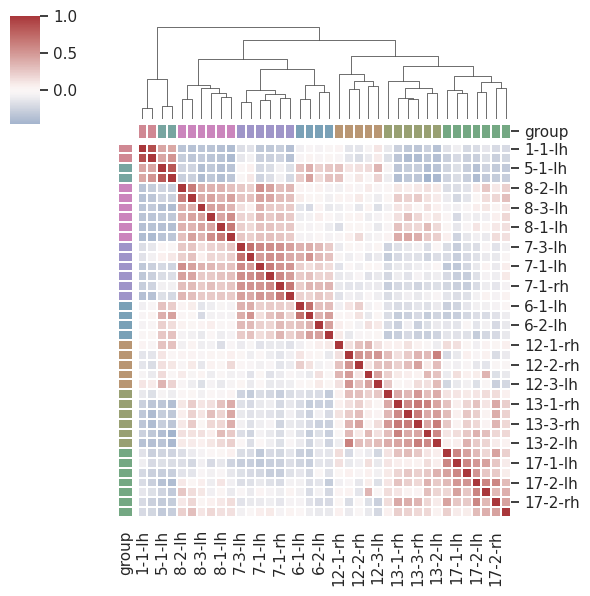 1.0
0.5
0.0
group
1-1-lh
5-1-lh
8-2-lh
8-3-lh
8-1-lh
7-3-lh
7-1-lh
7-1-rh
6-1-lh
6-2-lh
12-1-rh
12-2-rh
12-3-lh
13-1-rh
13-3-rh
13-2-lh
17-1-lh
17-2-lh
17-2-rh
group
1-1-lh
5-1-lh
8-2-lh
8-3-lh
8-1-lh
7-3-lh
7-1-lh
7-1-rh
6-1-lh
6-2-lh
12-1-rh
12-2-rh
12-3-lh
13-1-rh
13-3-rh
13-2-lh
17-1-lh
17-2-lh
17-2-rh